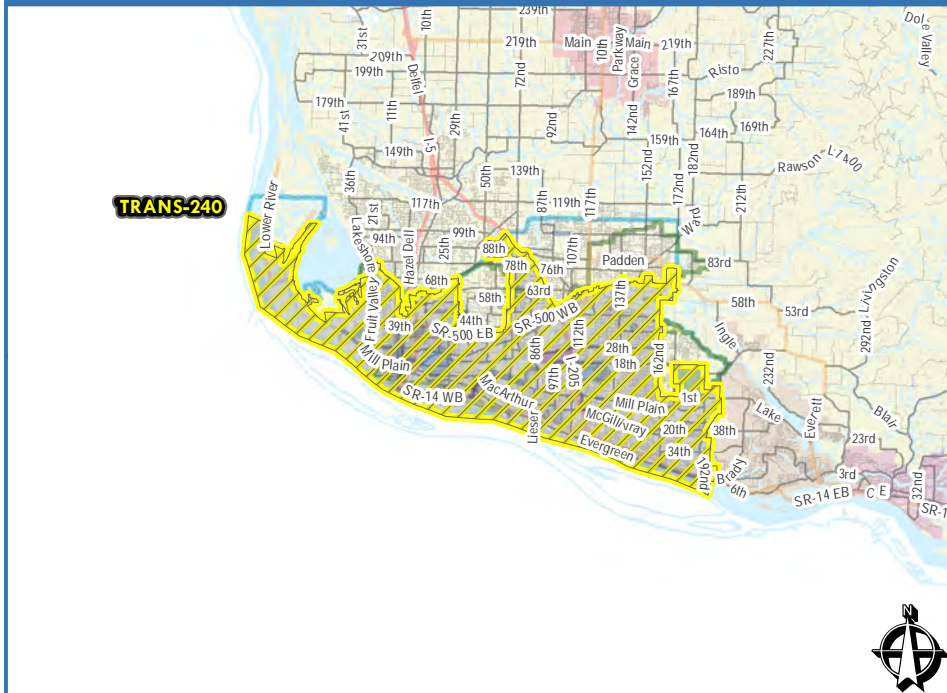 239th
10th
31st
Dole Valley
227th
Main
10th
Parkway
Main
219th
219th
209th
Delfel
72nd
Grace
199th
167th
Risto
189th
179th
41st
11th
29th
92nd
142nd
164th
169th
I-5
159th
149th
152nd
182nd
Rawson
36th
50th
139th
172nd
212th
TRANS-240
Lower River
21st
117th
87th
119th
117th
Ward
Lakeshore
94th
Hazel Dell
99th
25th
88th
107th
78th
76th
Padden
83rd
68th
63rd
137th
Livingston
58th
58th
53rd
Fruit Valley
39th
44th
SR-500 EB
SR-500 WB
112th
Ingle
292nd
86th
28th
18th
162nd
232nd
Mill Plain
I-205
97th
MacArthur
1st
SR-14 WB
Mill Plain
Lake
Everett
Blair
Lieser
McGillivray
20th
38th
Evergreen
34th
23rd
192nd
Brady
6th
3rd
32nd
SR-14 EB
C
E
SR-1
N